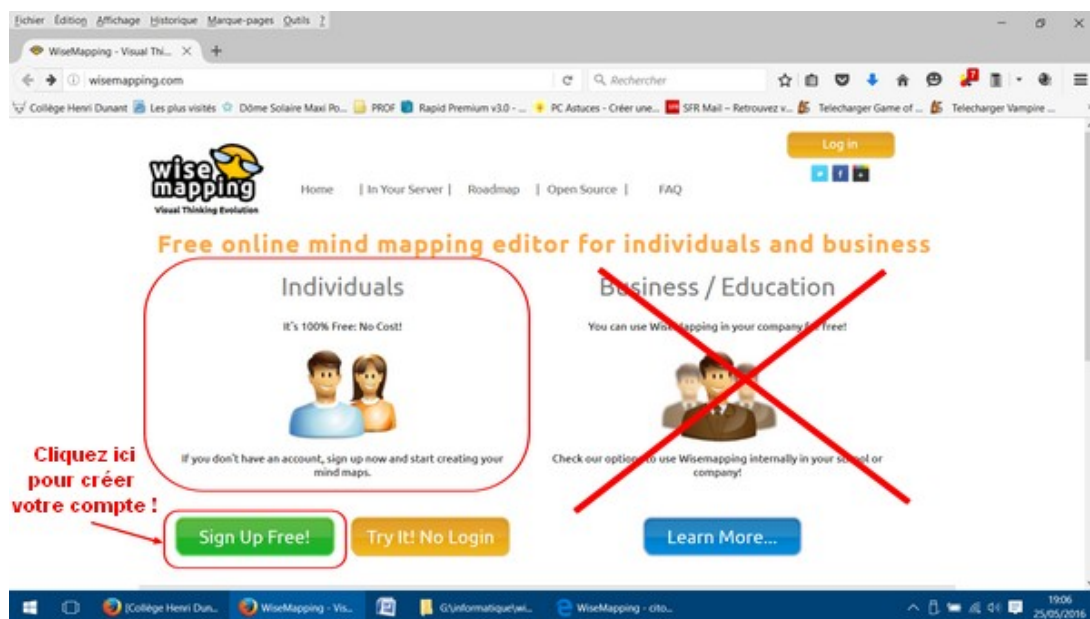 Fichier Édition Affichage Historique Marque-pages Outils ?
WiseMapping - Visual Thi...
wisemapping.com
Rechercher
7
Collège Henri Dunant Les plus visités Dôme Solaire Maxi Po... PROF Rapid Premium v3.0 - ... PC Astuces - Créer une... SFR Mail – Retrouvez v... Telecharger Game of ... Telecharger Vampire ...
Log in
wise
mapping
Visual Thinking Evolution
Home | In Your Server | Roadmap | Open Source | FAQ
Free online mind mapping editor for individuals and business
Individuals
Business / Education
It's 100% Free: No Cost!
You can use WiseMapping in your company for free!
If you don't have an account, sign up now and start creating your
mind maps.
Check our options to use Wisemapping internally in your school or
company!
Cliquez ici
pour créer
votre compte !
Sign Up Free!
Try It! No Login
Learn More...
[Collège Henri Dun... WiseMapping - Vis... G:\informatique\wi... WiseMapping - cito...
19:06
25/05/2016